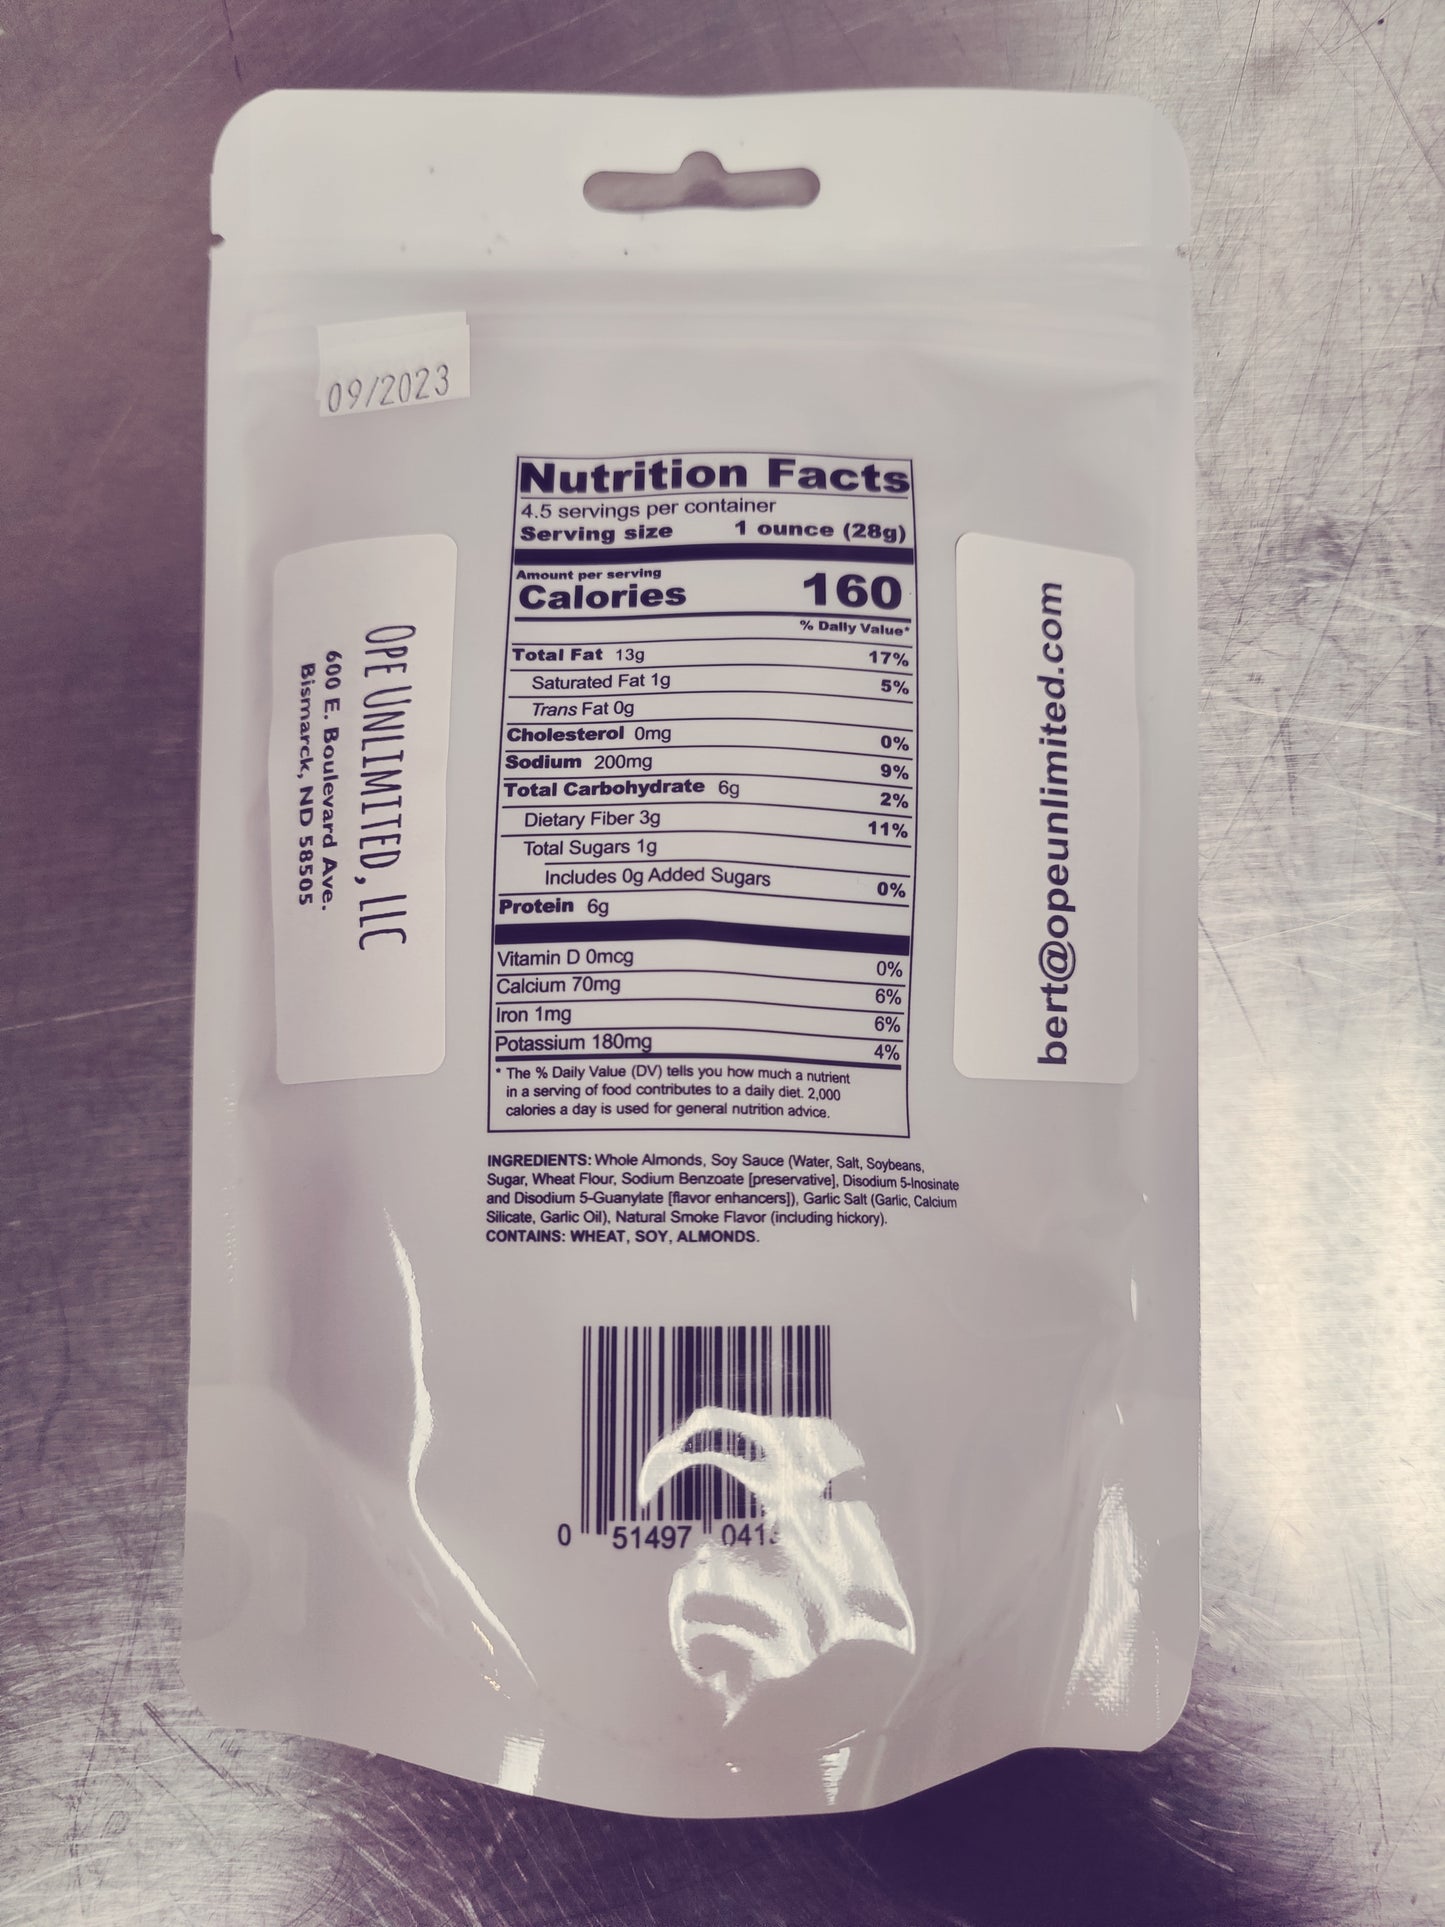 09/2023
Nutrition Facts
4.5 servings per container
Serving size 1 ounce (28g)
Amount per serving
Calories 160
% Daily Value*
Total Fat 13g 17%
Saturated Fat 1g 5%
Trans Fat 0g
Cholesterol 0mg 0%
Sodium 200mg 9%
Total Carbohydrate 6g 2%
Dietary Fiber 3g 11%
Total Sugars 1g
Includes 0g Added Sugars 0%
Protein 6g
Vitamin D 0mcg 0%
Calcium 70mg 6%
Iron 1mg 6%
Potassium 180mg 4%
* The % Daily Value (DV) tells you how much a nutrient
in a serving of food contributes to a daily diet. 2,000
calories a day is used for general nutrition advice.
OPE UNLIMITED, LLC
600 E. Boulevard Ave.
Bismarck, ND 58505
bert@opeunlimited.com
INGREDIENTS: Whole Almonds, Soy Sauce (Water, Salt, Soybeans,
Sugar, Wheat Flour, Sodium Benzoate [preservative], Disodium 5-Inosinate
and Disodium 5-Guanylate [flavor enhancers]), Garlic Salt (Garlic, Calcium
Silicate, Garlic Oil), Natural Smoke Flavor (including hickory).
CONTAINS: WHEAT, SOY, ALMONDS.
0 51497